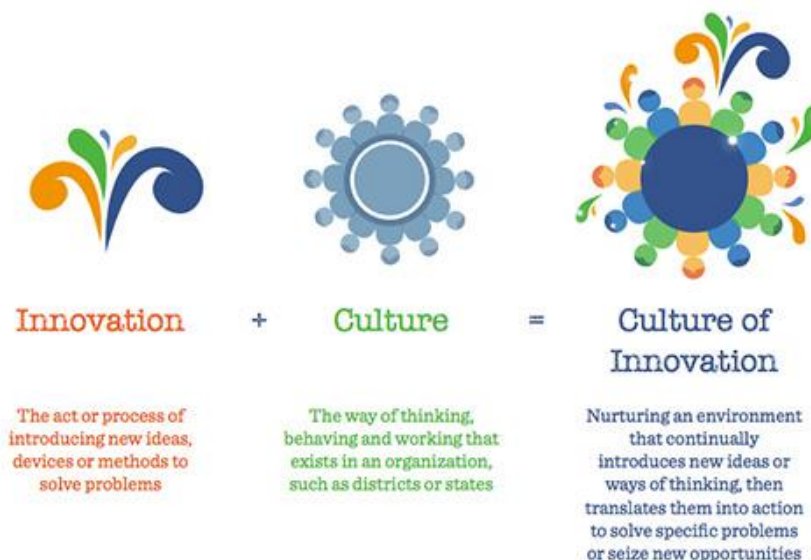 Innovation + Culture = Culture of
Innovation
The act or process of
introducing new ideas,
devices or methods to
solve problems
The way of thinking,
behaving and working that
exists in an organization,
such as districts or states
Nurturing an environment
that continually
introduces new ideas or
ways of thinking, then
translates them into action
to solve specific problems
or seize new opportunities